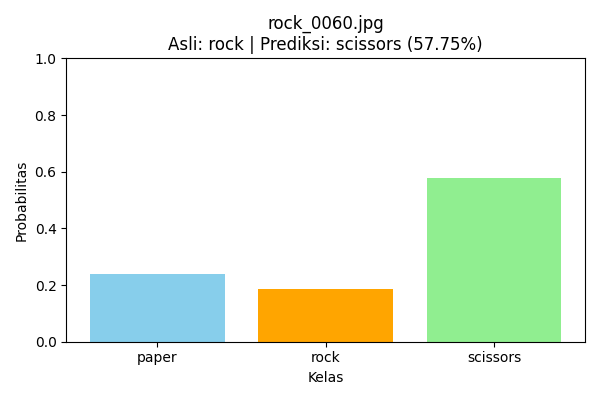 rock_0060.jpg
Asli: rock | Prediksi: scissors (57.75%)
1.0
0.8
0.6
0.4
0.2
0.0
Probabilitas
paper rock scissors
Kelas